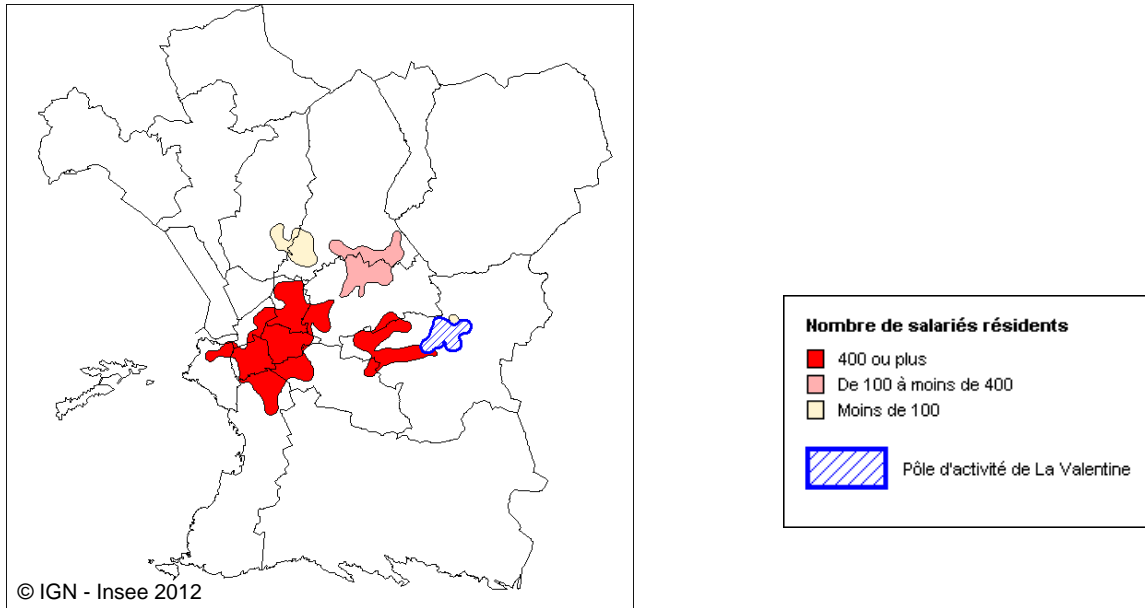 Nombre de salariés résidents
400 ou plus
De 100 à moins de 400
Moins de 100
Pôle d'activité de La Valentine
© IGN - Insee 2012